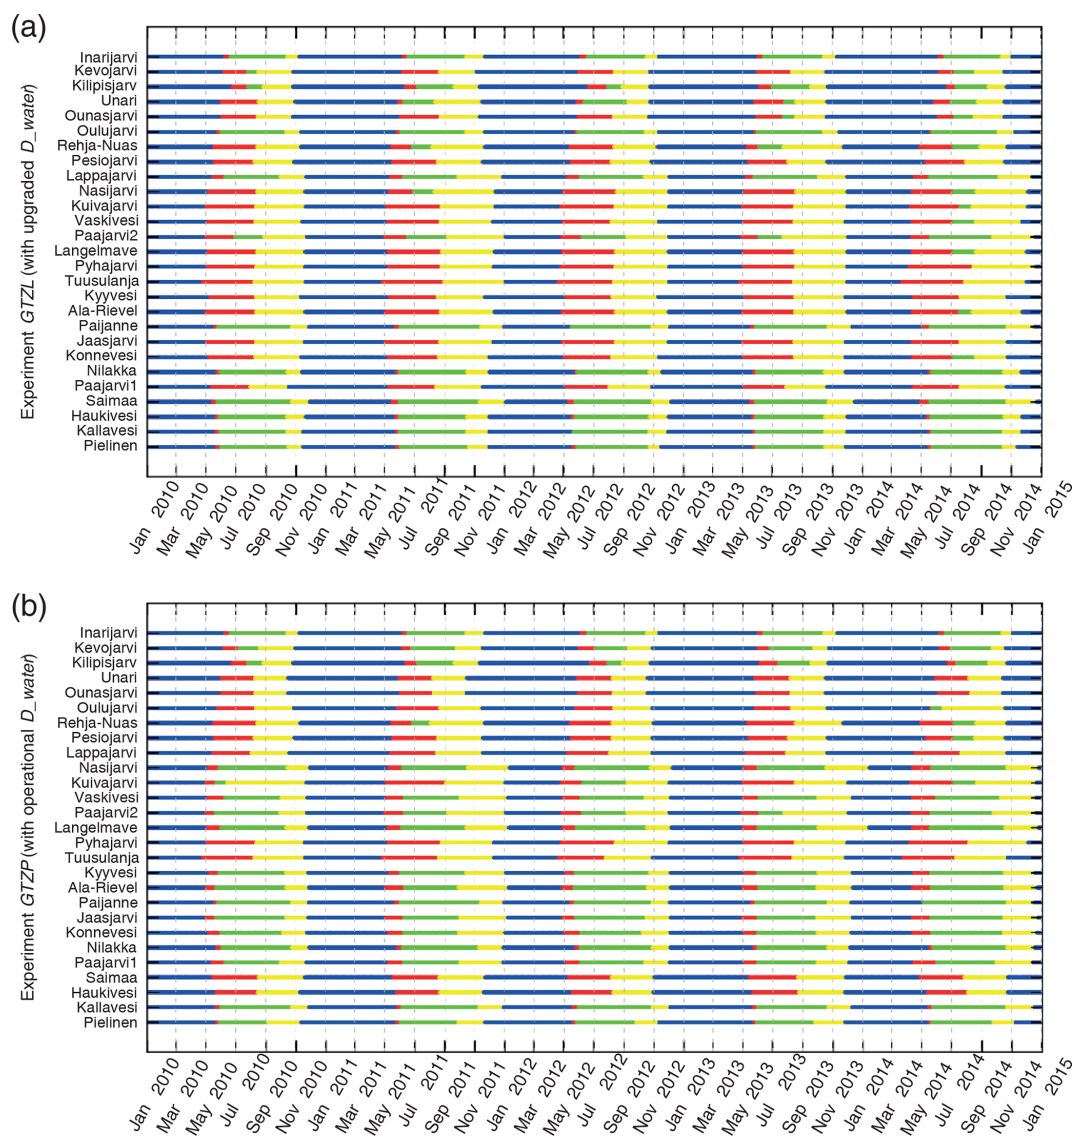 (a)
Experiment GTZL (with upgraded D_water)
Inarijarvi
Kevojarvi
Kilipisjarv
Unari
Ounasjarvi
Oulujarvi
Rehja-Nuas
Pesiojarvi
Lappajarvi
Nasijarvi
Kuivajarvi
Vaskivesi
Paajarvi2
Langelmave
Pyhajarvi
Tuusulanja
Kyyvesi
Ala-Rievel
Paijanne
Jaasjarvi
Konnevesi
Nilakka
Paajarvi1
Saimaa
Haukivesi
Kallavesi
Pielinen
Jan 2010
Mar 2010
May 2010
Jul 2010
Sep 2010
Nov 2010
Jan 2011
Mar 2011
May 2011
Jul 2011
Sep 2011
Nov 2011
Jan 2012
Mar 2012
May 2012
Jul 2012
Sep 2012
Nov 2012
Jan 2013
Mar 2013
May 2013
Jul 2013
Sep 2013
Nov 2013
Jan 2014
Mar 2014
May 2014
Jul 2014
Sep 2014
Nov 2014
Jan 2015
(b)
Experiment GTZP (with operational D_water)
Inarijarvi
Kevojarvi
Kilipisjarv
Unari
Ounasjarvi
Oulujarvi
Rehja-Nuas
Pesiojarvi
Lappajarvi
Nasijarvi
Kuivajarvi
Vaskivesi
Paajarvi2
Langelmave
Pyhajarvi
Tuusulanja
Kyyvesi
Ala-Rievel
Paijanne
Jaasjarvi
Konnevesi
Nilakka
Paajarvi1
Saimaa
Haukivesi
Kallavesi
Pielinen
Jan 2010
Mar 2010
May 2010
Jul 2010
Sep 2010
Nov 2010
Jan 2011
Mar 2011
May 2011
Jul 2011
Sep 2011
Nov 2011
Jan 2012
Mar 2012
May 2012
Jul 2012
Sep 2012
Nov 2012
Jan 2013
Mar 2013
May 2013
Jul 2013
Sep 2013
Nov 2013
Jan 2014
Mar 2014
May 2014
Jul 2014
Sep 2014
Nov 2014
Jan 2015